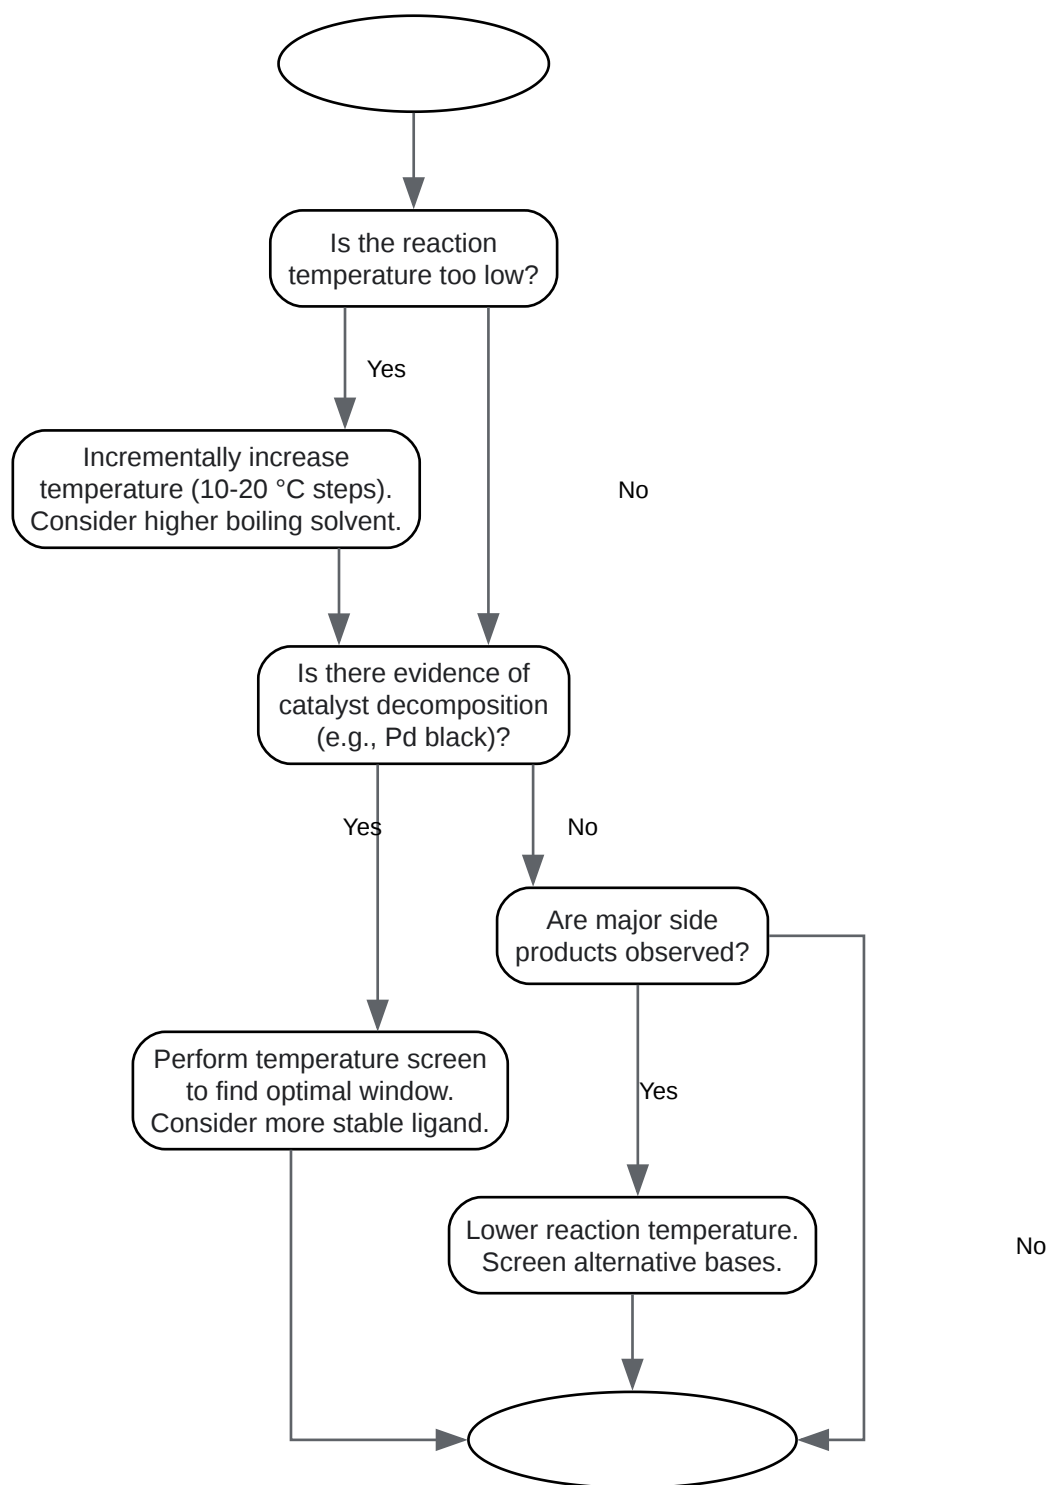 Is the reaction
temperature too low?
Yes
Incrementally increase
temperature (10-20 °C steps).
Consider higher boiling solvent.
No
Is there evidence of
catalyst decomposition
(e.g., Pd black)?
Yes
No
Are major side
products observed?
Perform temperature screen
to find optimal window.
Consider more stable ligand.
Yes
Lower reaction temperature.
Screen alternative bases.
No